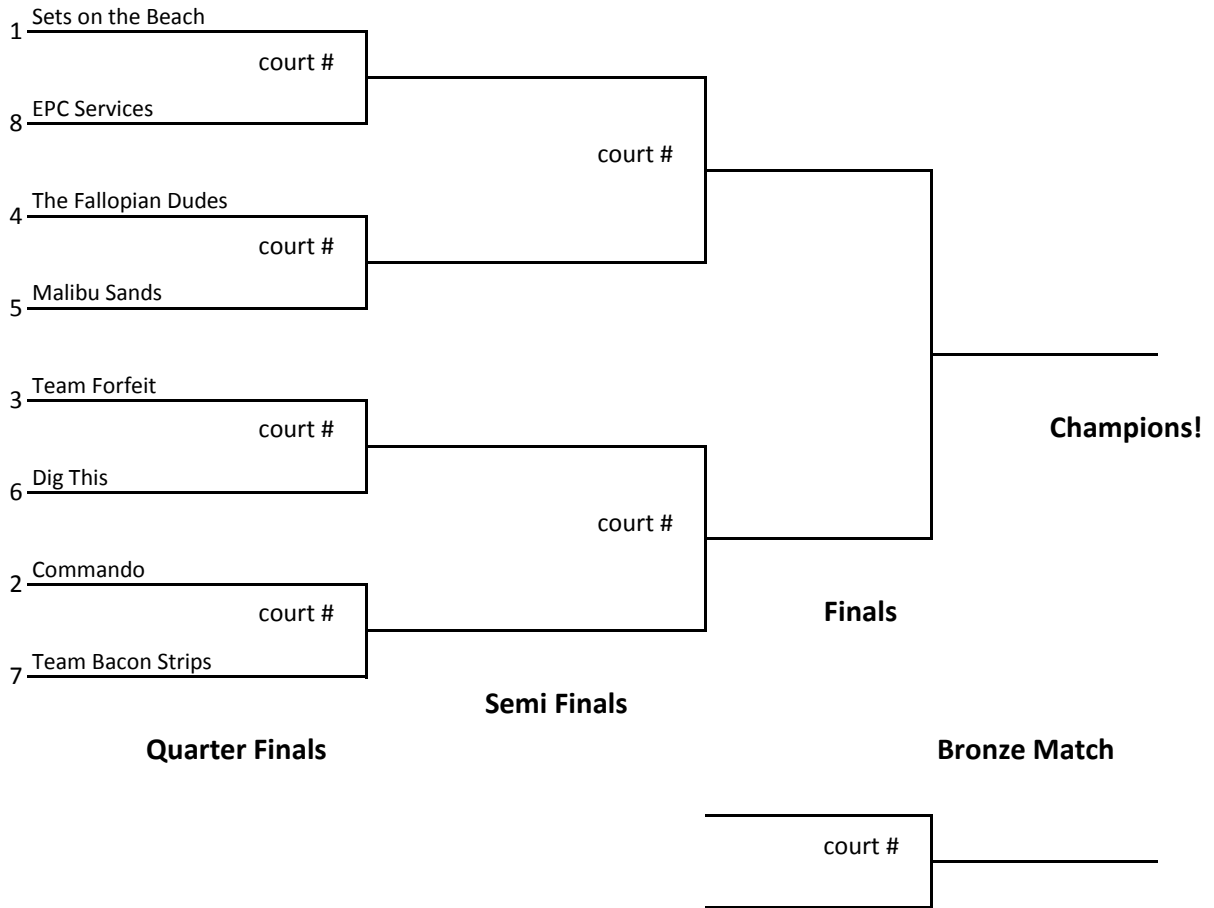 Sets on the Beach
1
court #
EPC Services
8
court #
The Fallopian Dudes
4
court #
Malibu Sands
5
Team Forfeit
3
court #
Champions!
Dig This
6
court #
Commando
2
court #
Finals
Team Bacon Strips
7
Semi Finals
Quarter Finals
Bronze Match
court #